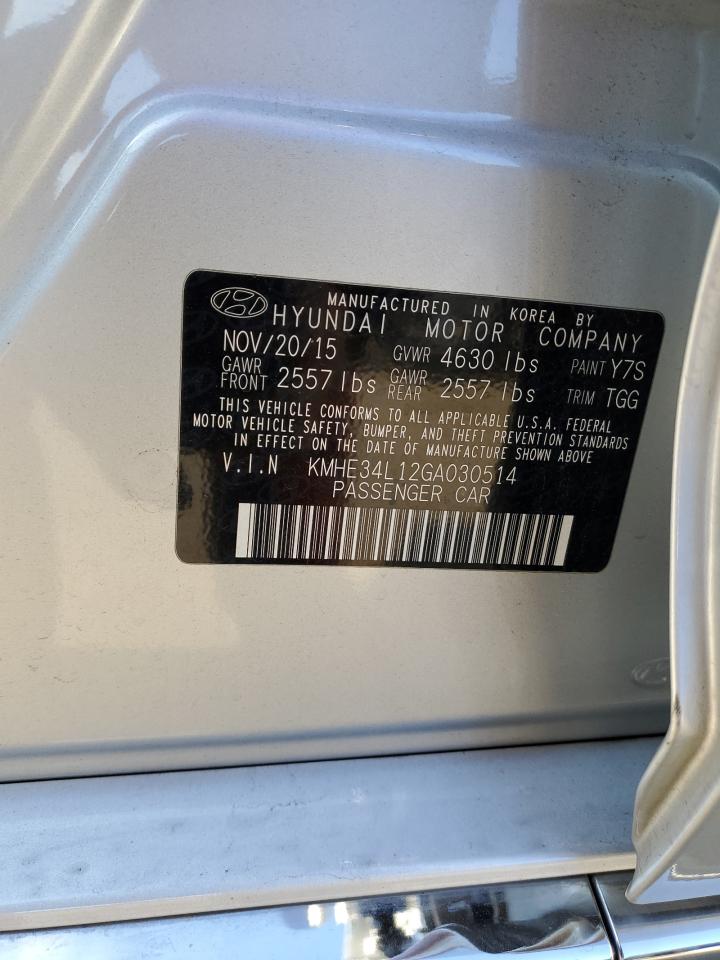 MANUFACTURED IN KOREA BY
HYUNDAI MOTOR COMPANY
NOV/20/15 GVWR 4630 lbs PAINT Y7S
GAWR FRONT 2557 lbs GAWR REAR 2557 lbs TRIM TGG
THIS VEHICLE CONFORMS TO ALL APPLICABLE U.S.A. FEDERAL
MOTOR VEHICLE SAFETY, BUMPER, AND THEFT PREVENTION STANDARDS
IN EFFECT ON THE DATE OF MANUFACTURE SHOWN ABOVE
V.I.N KMHE34L12GA030514
PASSENGER CAR